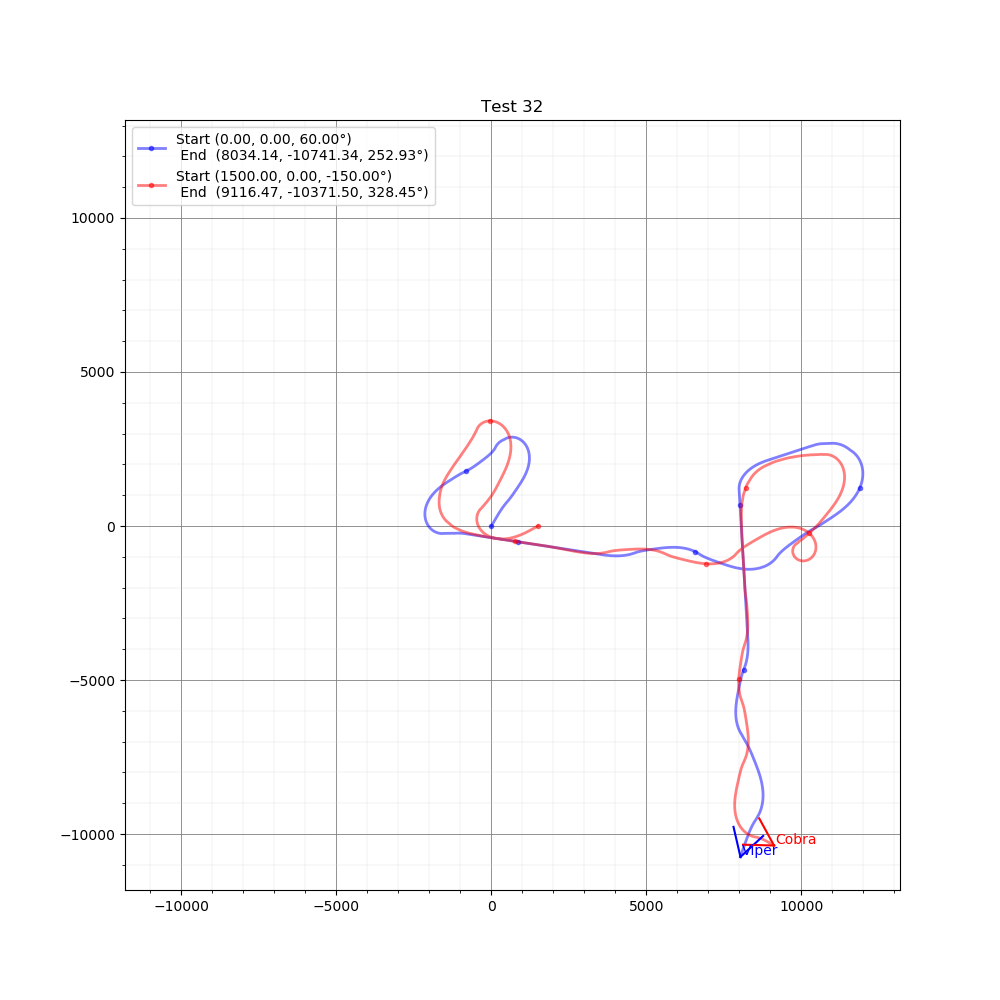 Test 32
Start (0.00, 0.00, 60.00°)
End  (8034.14, -10741.34, 252.93°)
Start (1500.00, 0.00, -150.00°)
End  (9116.47, -10371.50, 328.45°)
10000
5000
0
−5000
−10000
Cobra
Viper
−10000
−5000
0
5000
10000